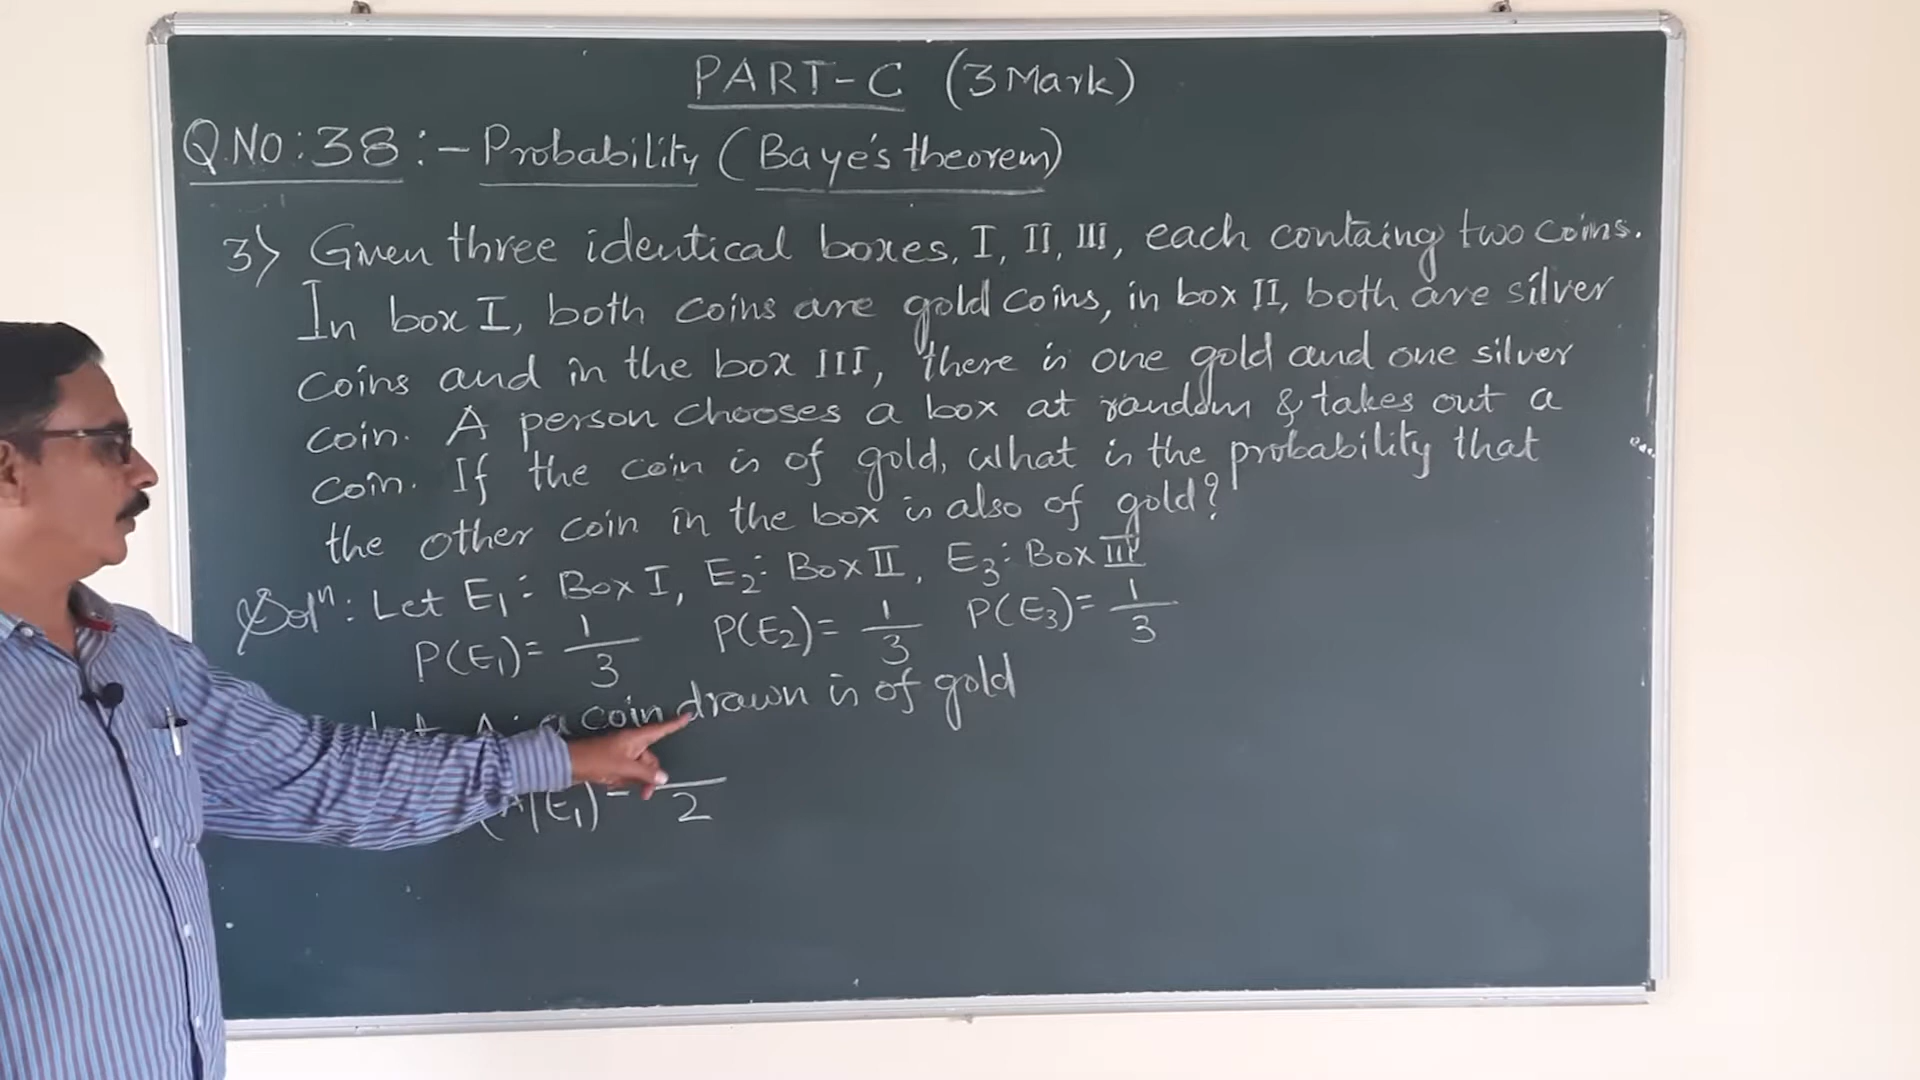 PART-C (3 Mark)
Q.NO:38:- Probability (Baye's theorem)
3) Given three identical boxes, I, II, III, each containg two coins.
In box I, both coins are gold coins, in box II, both are silver
coins and in the box III, there is one gold and one silver
coin. A person chooses a box at random & takes out a
coin. If the coin is of gold, what is the probability that
the other coin in the box is also of gold?
Solⁿ: Let E₁: Box I, E₂: Box II, E₃: Box III
P(E₁)= 1/3 P(E₂)= 1/3 P(E₃)= 1/3
A: a coin drawn is of gold
(A|E₁) = /2